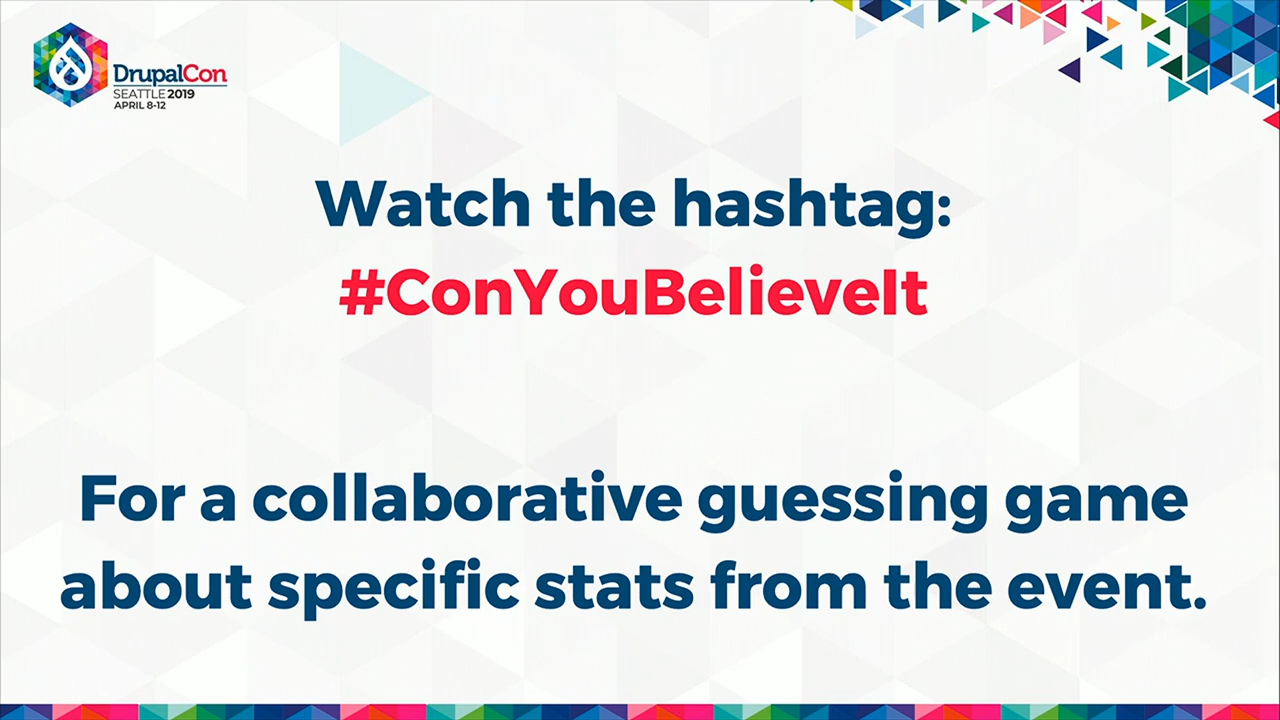 DrupalCon
SEATTLE 2019
APRIL 8-12
Watch the hashtag:
#ConYouBelieveIt
For a collaborative guessing game
about specific stats from the event.